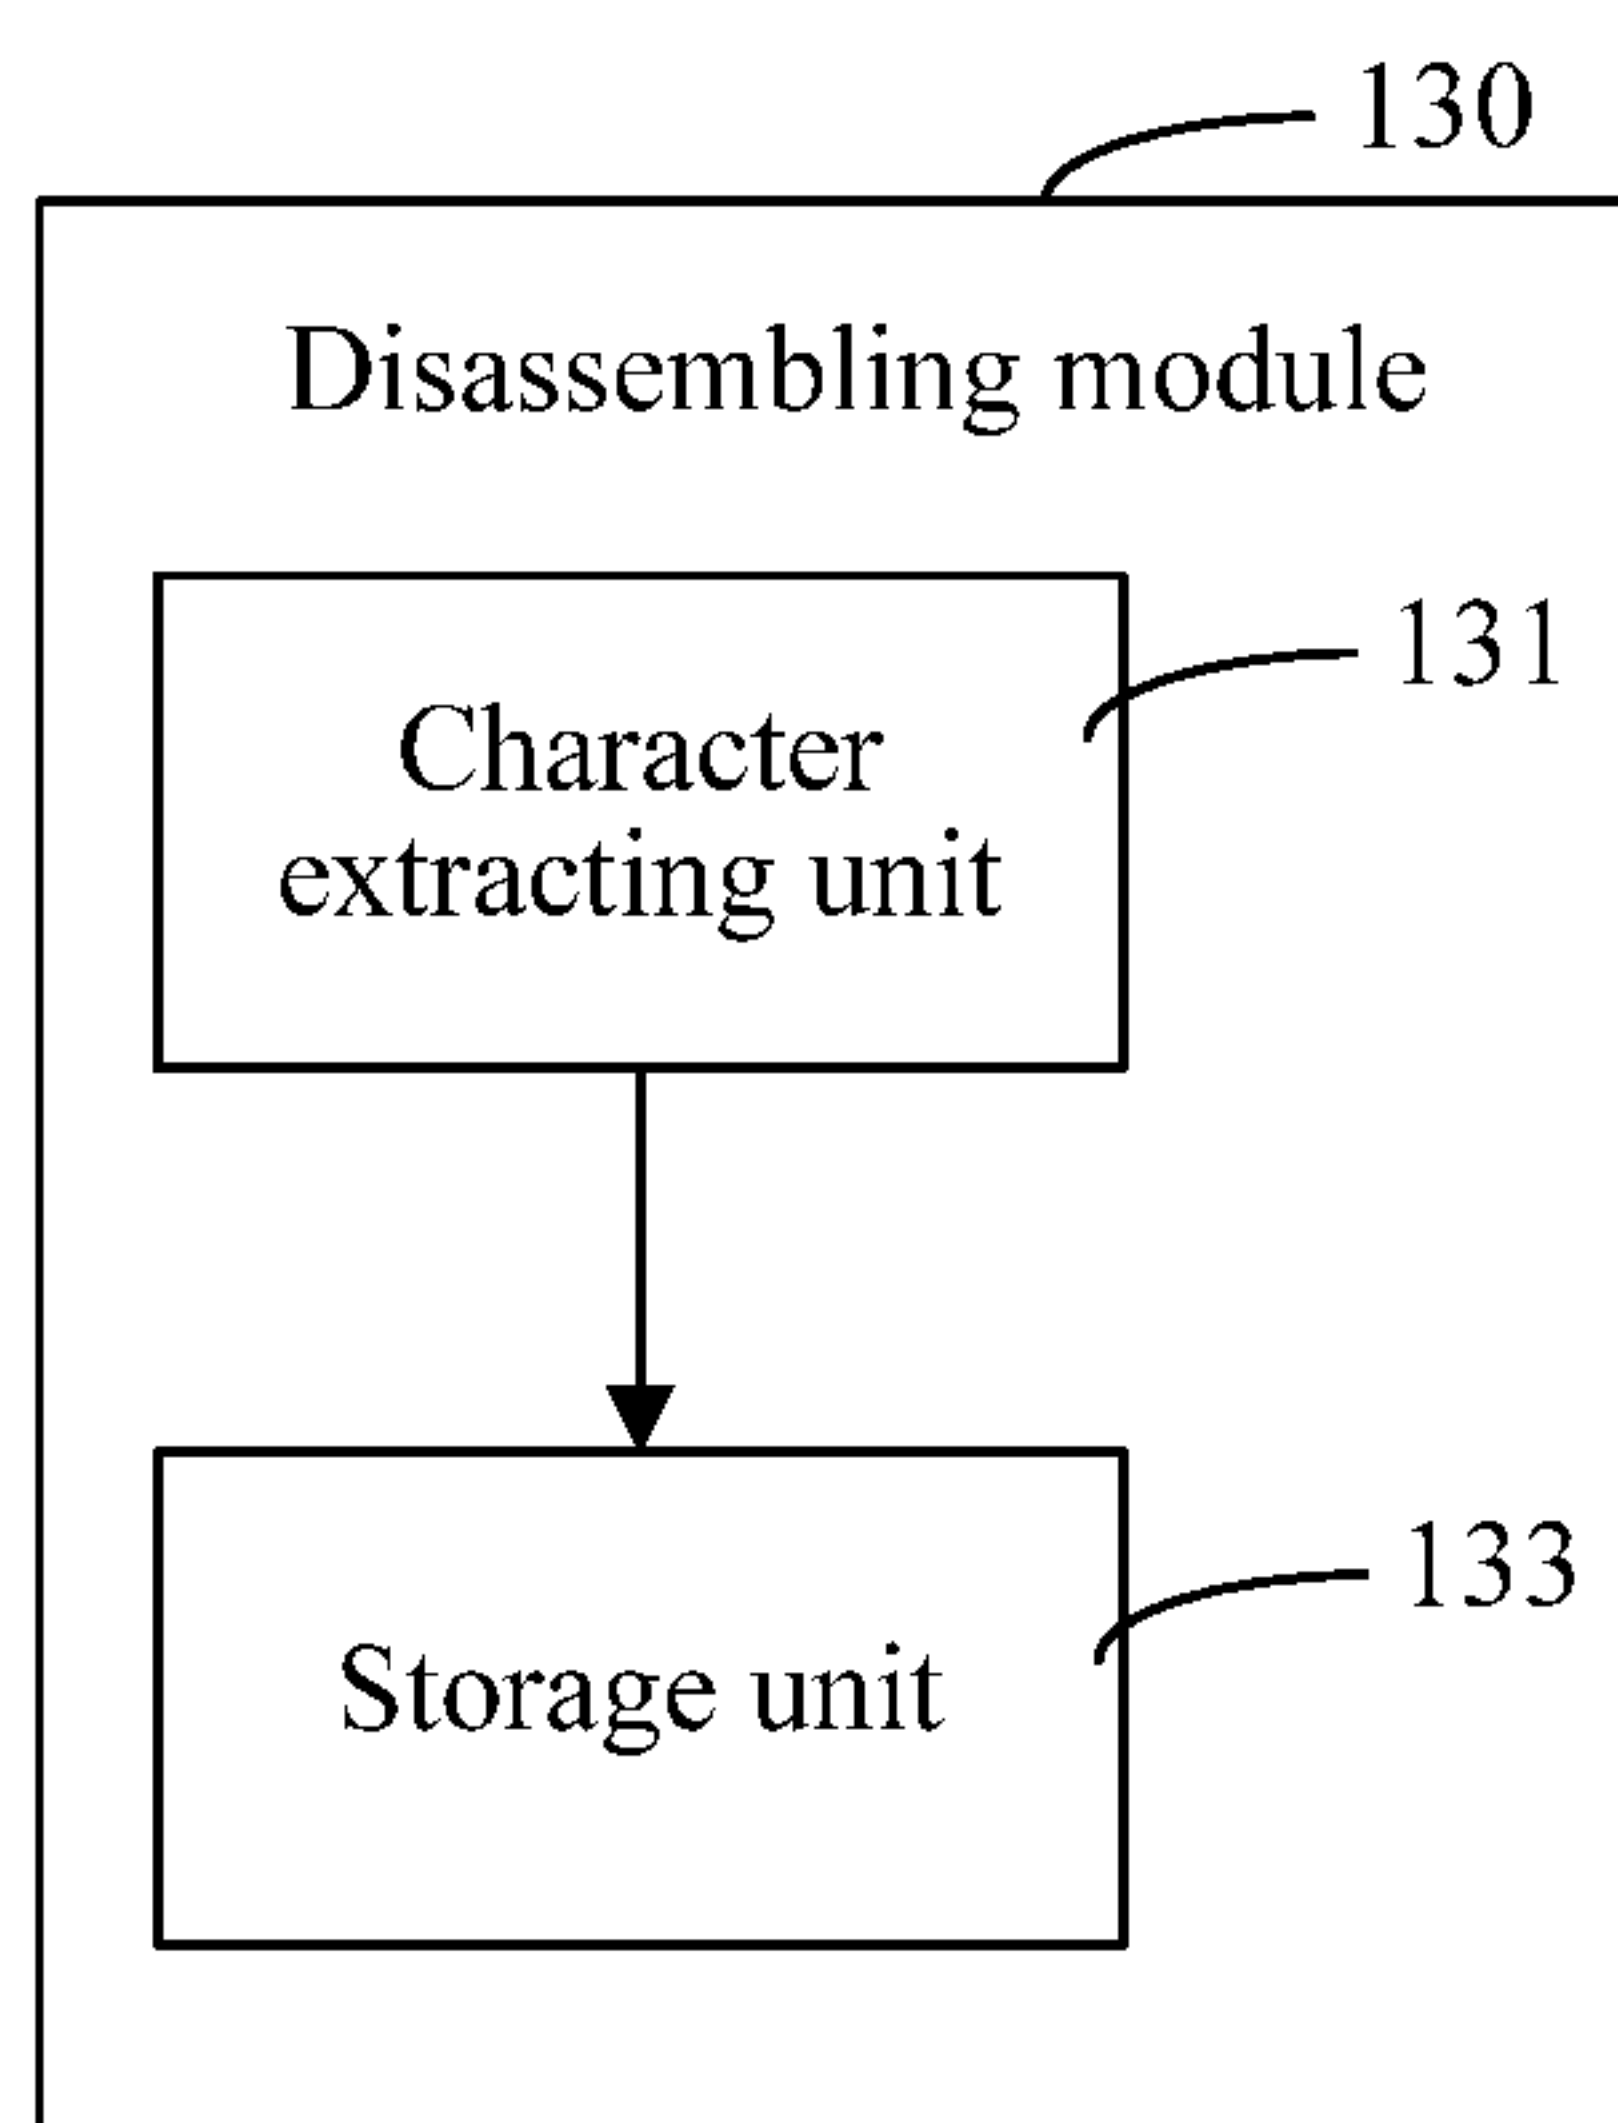 130
Disassembling module
131
Character
extracting unit
133
Storage unit